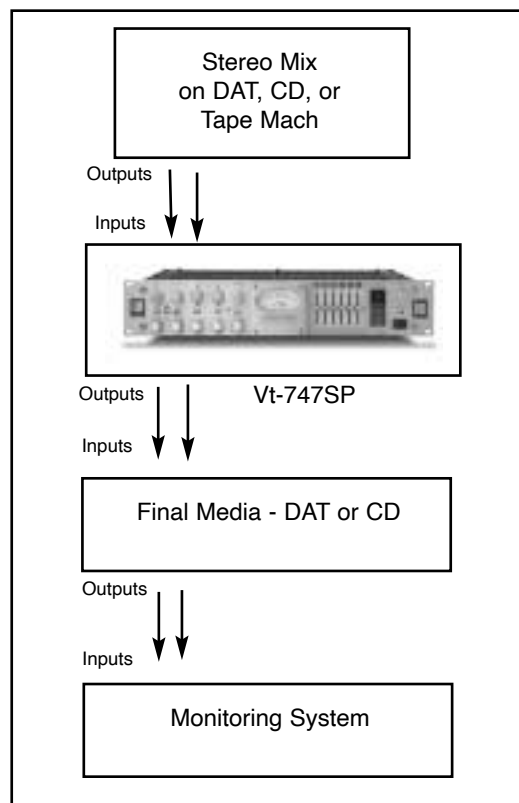 Stereo Mix
on DAT, CD, or
Tape Mach
Outputs
Inputs
Outputs
Vt-747SP
Inputs
Final Media - DAT or CD
Outputs
Inputs
Monitoring System